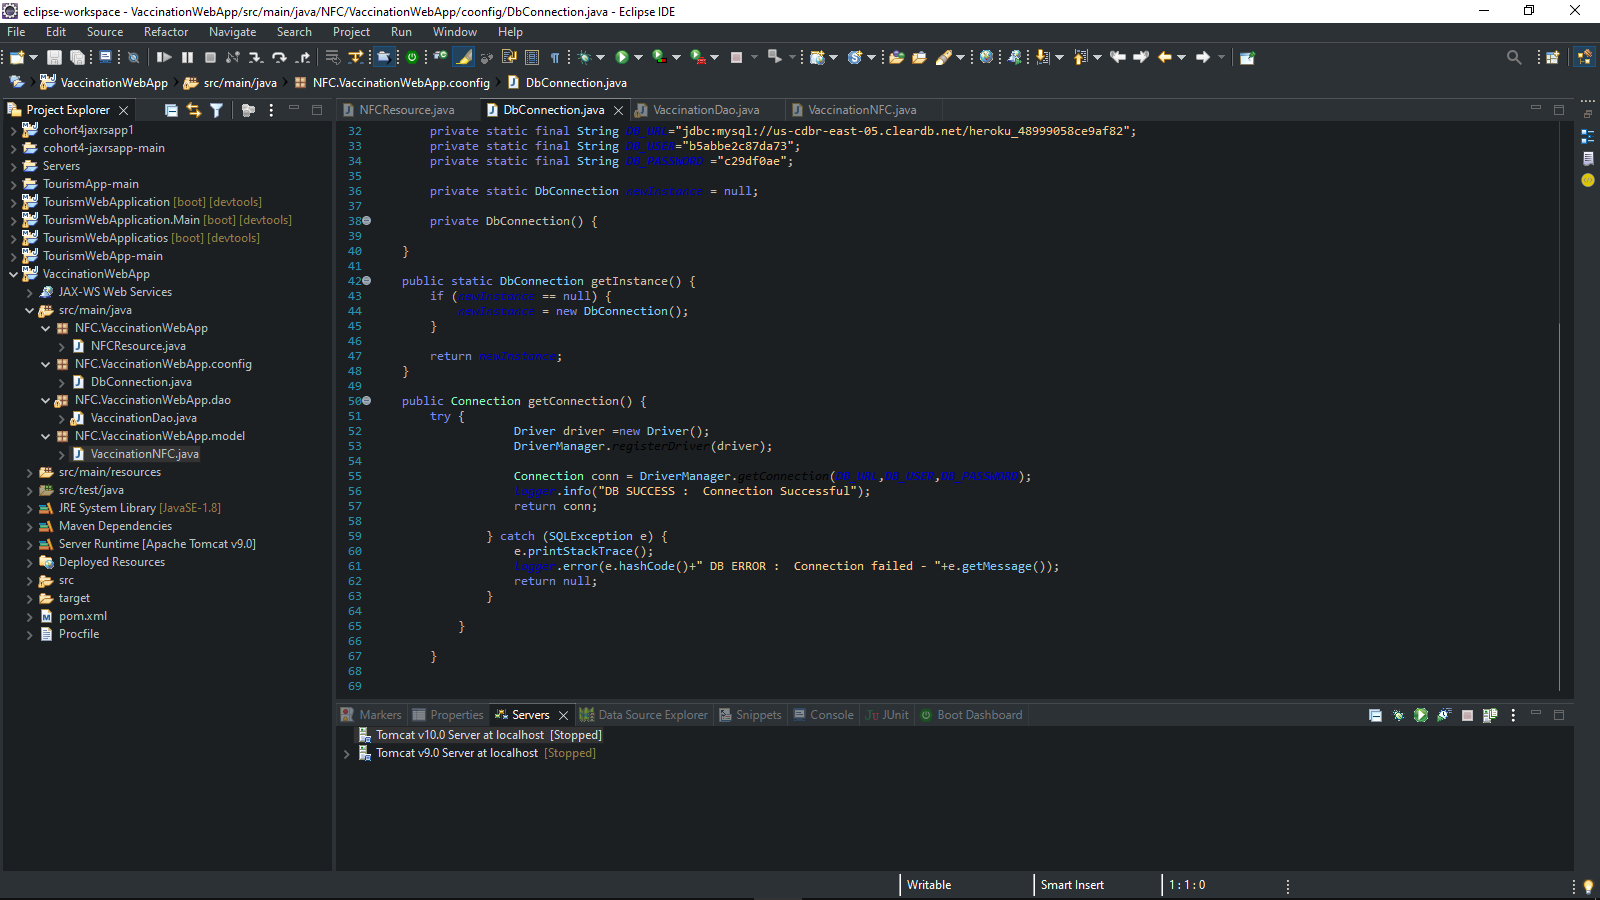 eclipse-workspace - VaccinationWebApp/src/main/java/NFC/VaccinationWebApp/coonfig/DbConnection.java - Eclipse IDE
File Edit Source Refactor Navigate Search Project Run Window Help
VaccinationWebApp src/main/java NFC.VaccinationWebApp.coonfig DbConnection.java
Project Explorer
cohort4jaxrsapp1
cohort4-jaxrsapp-main
Servers
TourismApp-main
TourismWebApplication [boot] [devtools]
TourismWebApplication.Main [boot] [devtools]
TourismWebApplicatios [boot] [devtools]
TourismWebApp-main
VaccinationWebApp
JAX-WS Web Services
src/main/java
NFC.VaccinationWebApp
NFCResource.java
NFC.VaccinationWebApp.coonfig
DbConnection.java
NFC.VaccinationWebApp.dao
VaccinationDao.java
NFC.VaccinationWebApp.model
VaccinationNFC.java
src/main/resources
src/test/java
JRE System Library [JavaSE-1.8]
Maven Dependencies
Server Runtime [Apache Tomcat v9.0]
Deployed Resources
src
target
pom.xml
Procfile
NFCResource.java DbConnection.java VaccinationDao.java VaccinationNFC.java
32 private static final String DB_URL="jdbc:mysql://us-cdbr-east-05.cleardb.net/heroku_48999058ce9af82";
33 private static final String DB_USER="b5abbe2c87da73";
34 private static final String DB_PASSWORD ="c29df0ae";
35
36 private static DbConnection newInstance = null;
37
38 private DbConnection() {
39
40 }
41
42 public static DbConnection getInstance() {
43 if (newInstance == null) {
44 newInstance = new DbConnection();
45 }
46
47 return newInstance;
48 }
49
50 public Connection getConnection() {
51 try {
52 Driver driver =new Driver();
53 DriverManager.registerDriver(driver);
54
55 Connection conn = DriverManager.getConnection(DB_URL,DB_USER,DB_PASSWORD);
56 logger.info("DB SUCCESS :  Connection Successful");
57 return conn;
58
59 } catch (SQLException e) {
60 e.printStackTrace();
61 logger.error(e.hashCode()+" DB ERROR :  Connection failed - "+e.getMessage());
62 return null;
63 }
64
65 }
66
67 }
68
69
Markers Properties Servers Data Source Explorer Snippets Console Ju JUnit Boot Dashboard
Tomcat v10.0 Server at localhost [Stopped]
Tomcat v9.0 Server at localhost [Stopped]
Writable Smart Insert 1 : 1 : 0